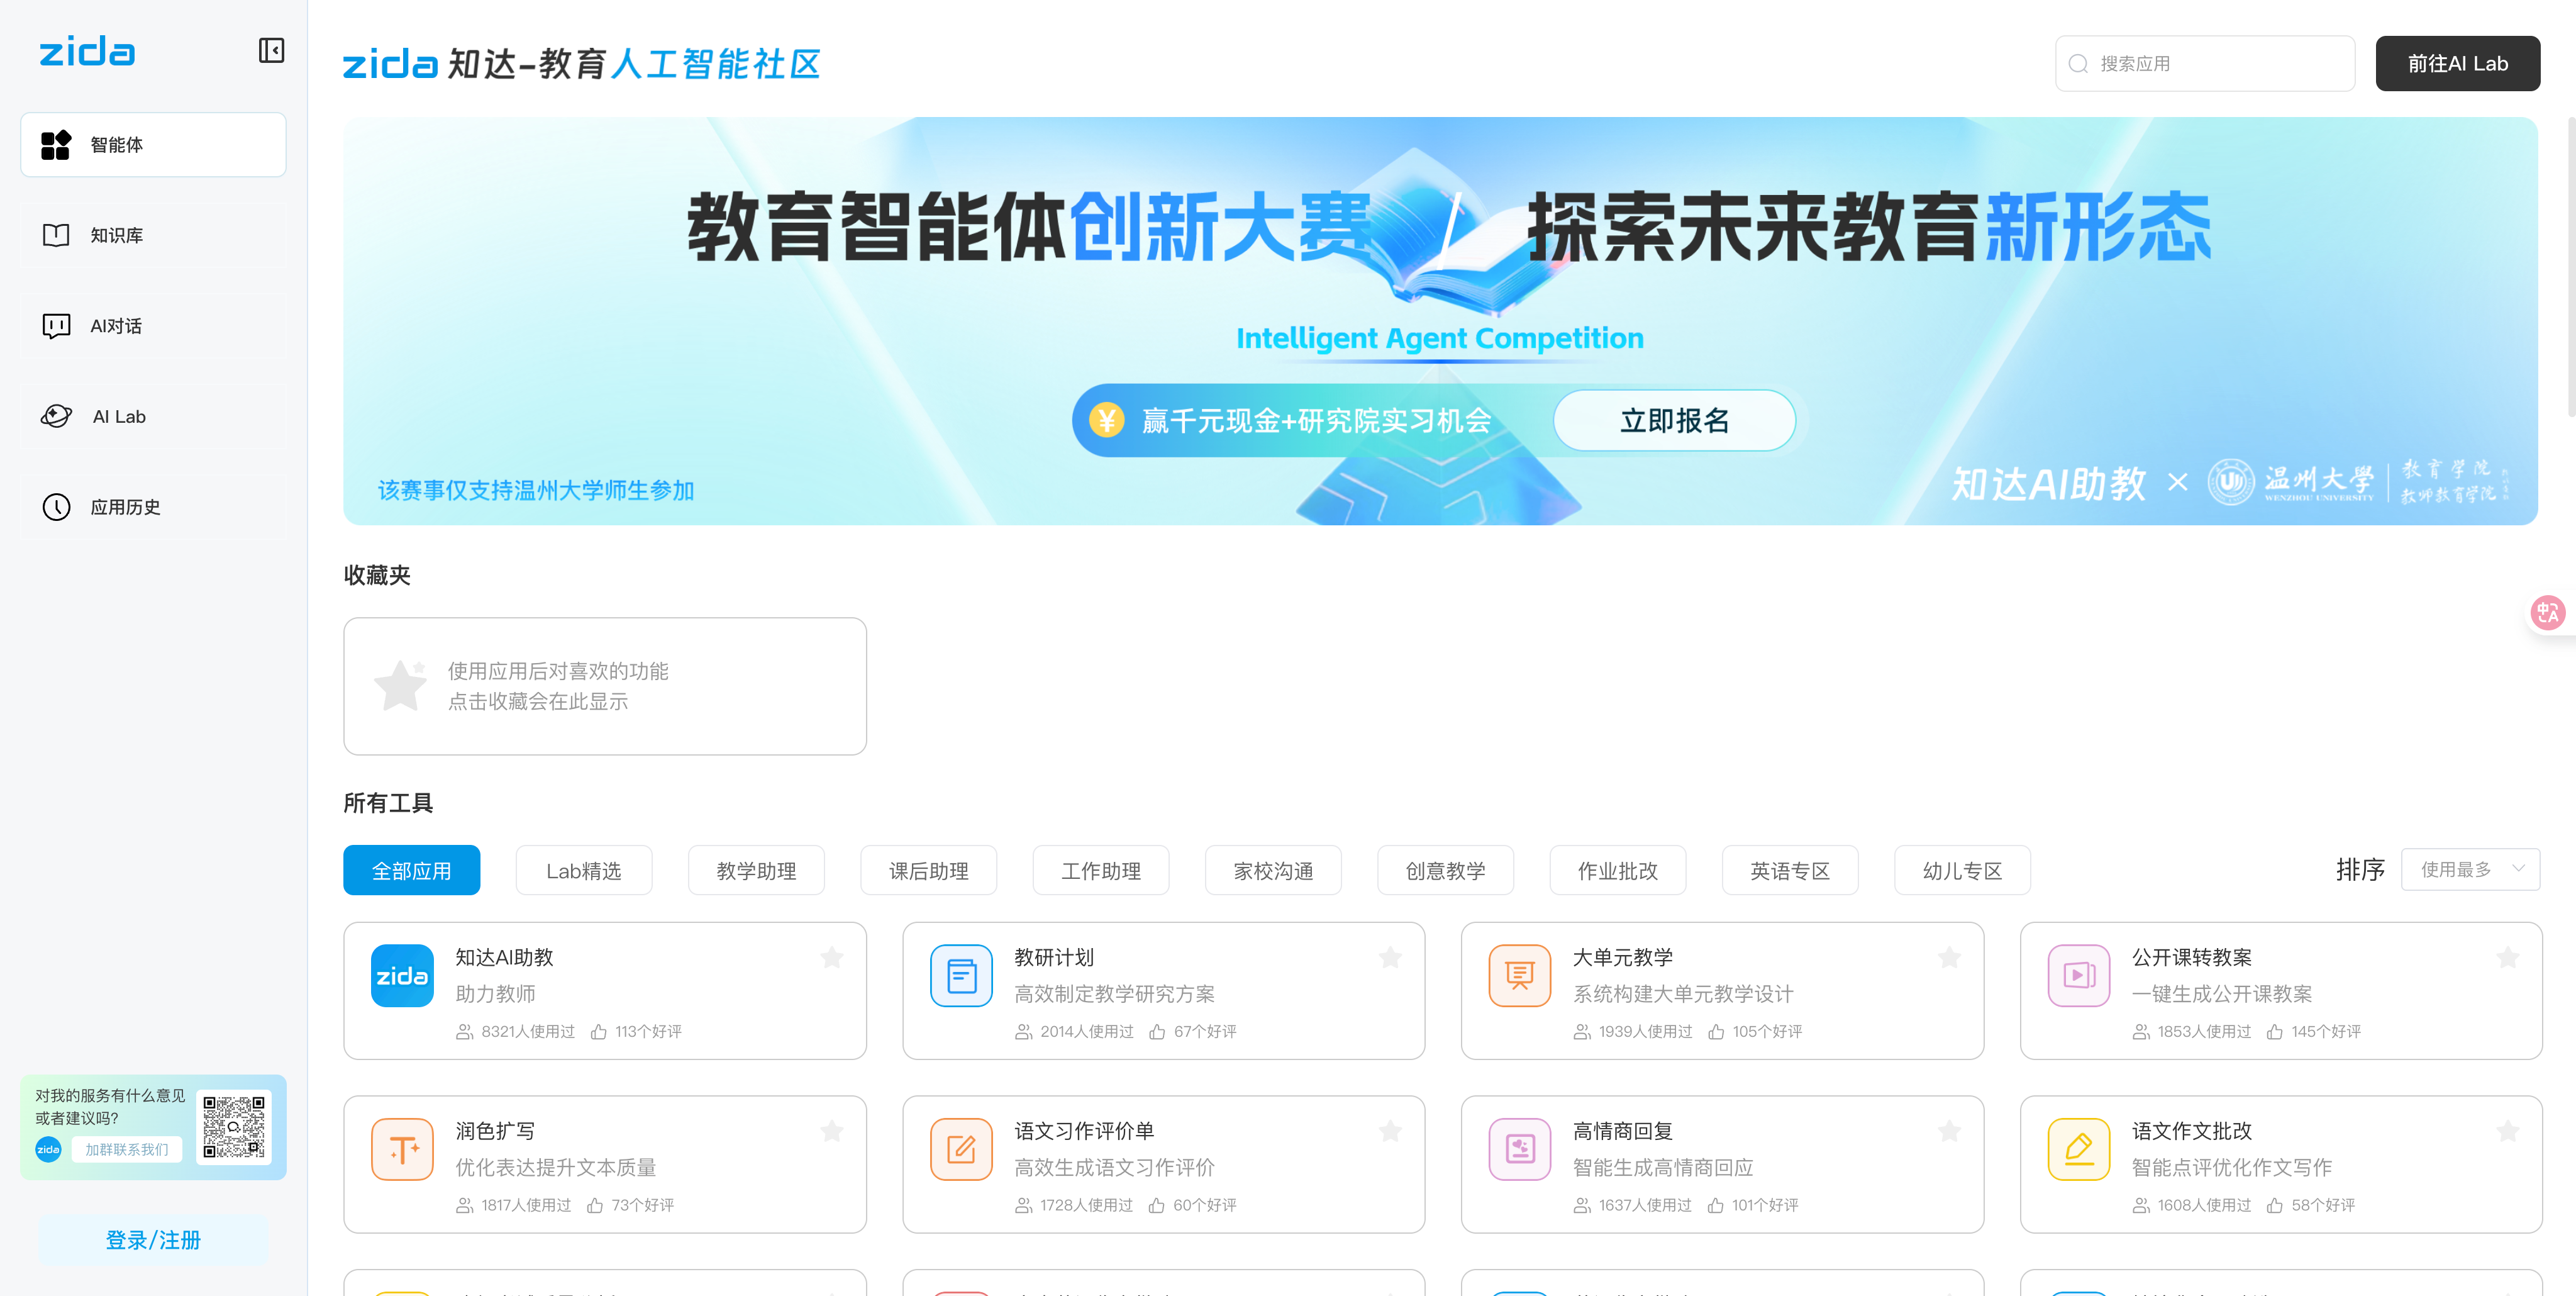 zida
智能体
知识库
AI对话
AI Lab
应用历史
对我的服务有什么意见
或者建议吗?
zida
加群联系我们
登录/注册
zida 知达-教育人工智能社区
搜索应用
前往AI Lab
教育智能体创新大赛 / 探索未来教育新形态
Intelligent Agent Competition
¥ 赢千元现金+研究院实习机会
立即报名
该赛事仅支持温州大学师生参加
知达AI助教 × 温州大学
WENZHOU UNIVERSITY
教育学院
教师教育学院
收藏夹
使用应用后对喜欢的功能
点击收藏会在此显示
所有工具
全部应用 Lab精选 教学助理 课后助理 工作助理 家校沟通 创意教学 作业批改 英语专区 幼儿专区
排序 使用最多
zida
知达AI助教
助力教师
8321人使用过 113个好评
教研计划
高效制定教学研究方案
2014人使用过 67个好评
大单元教学
系统构建大单元教学设计
1939人使用过 105个好评
公开课转教案
一键生成公开课教案
1853人使用过 145个好评
润色扩写
优化表达提升文本质量
1817人使用过 73个好评
语文习作评价单
高效生成语文习作评价
1728人使用过 60个好评
高情商回复
智能生成高情商回应
1637人使用过 101个好评
语文作文批改
智能点评优化作文写作
1608人使用过 58个好评
中A